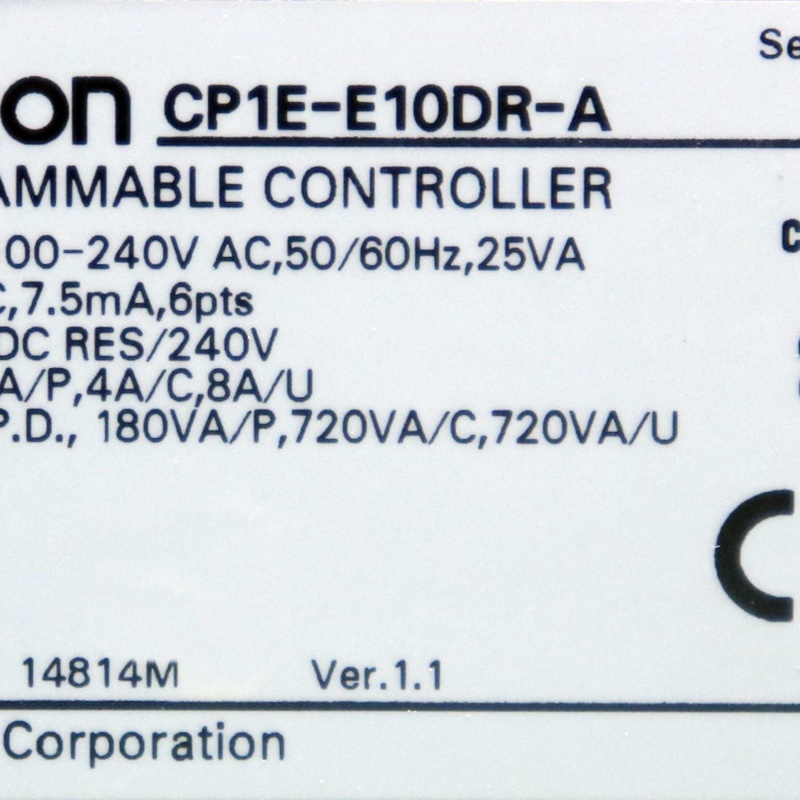 Se
on CP1E-E10DR-A
AMMABLE CONTROLLER
00-240V AC,50/60Hz,25VA
C,7.5mA,6pts
DC RES/240V
A/P,4A/C,8A/U
P.D., 180VA/P,720VA/C,720VA/U
14814M Ver.1.1
Corporation